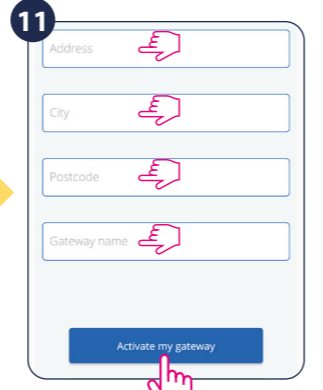 11
Address
City
Postcode
Gateway name
Activate my gateway